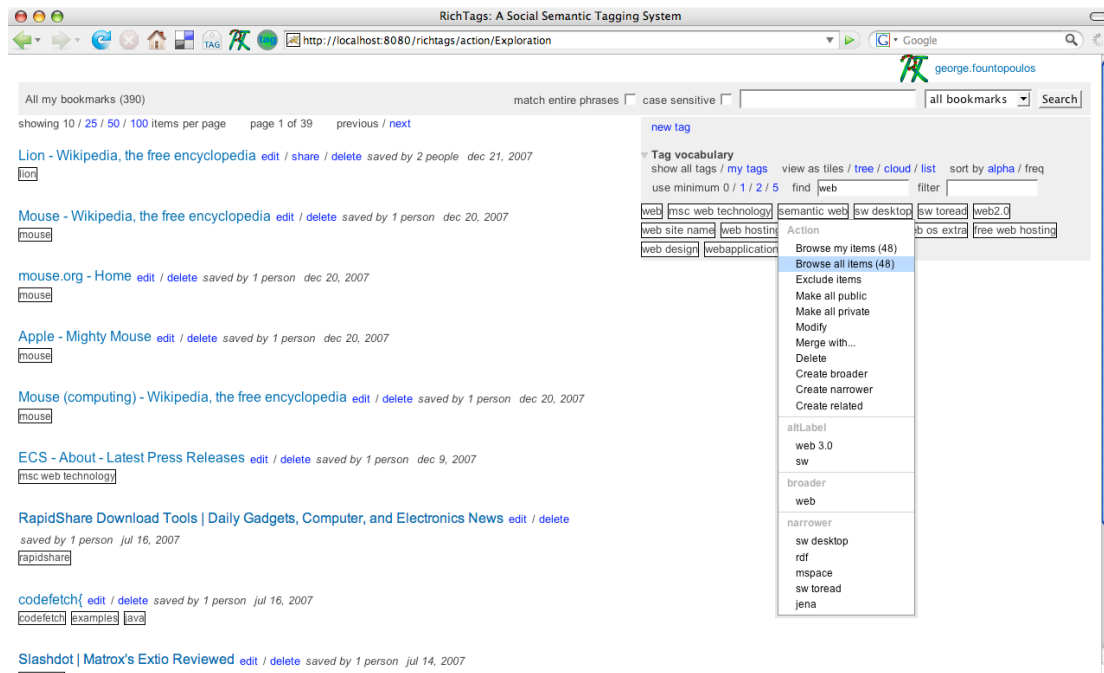 RichTags: A Social Semantic Tagging System
TAG
tag
http://localhost:8080/richtags/action/Exploration
Google
george.fountopoulos
All my bookmarks (390)
match entire phrases
case sensitive
all bookmarks
Search
showing 10 / 25 / 50 / 100 items per page
page 1 of 39
previous / next
Lion - Wikipedia, the free encyclopedia edit / share / delete saved by 2 people dec 21, 2007
lion
Mouse - Wikipedia, the free encyclopedia edit / delete saved by 1 person dec 20, 2007
mouse
mouse.org - Home edit / delete saved by 1 person dec 20, 2007
mouse
Apple - Mighty Mouse edit / delete saved by 1 person dec 20, 2007
mouse
Mouse (computing) - Wikipedia, the free encyclopedia edit / delete saved by 1 person dec 20, 2007
mouse
ECS - About - Latest Press Releases edit / delete saved by 1 person dec 9, 2007
msc web technology
RapidShare Download Tools | Daily Gadgets, Computer, and Electronics News edit / delete
saved by 1 person jul 16, 2007
rapidshare
codefetch{ edit / delete saved by 1 person jul 16, 2007
codefetch examples java
Slashdot | Matrox's Extio Reviewed edit / delete saved by 1 person jul 14, 2007
new tag
Tag vocabulary
show all tags / my tags view as tiles / tree / cloud / list sort by alpha / freq
use minimum 0 / 1 / 2 / 5 find web filter
web msc web technology semantic web sw desktop sw toread web2.0
web site name web hosting b os extra free web hosting
web design webapplication
Action
Browse my items (48)
Browse all items (48)
Exclude items
Make all public
Make all private
Modify
Merge with...
Delete
Create broader
Create narrower
Create related
altLabel
web 3.0
sw
broader
web
narrower
sw desktop
rdf
mspace
sw toread
jena